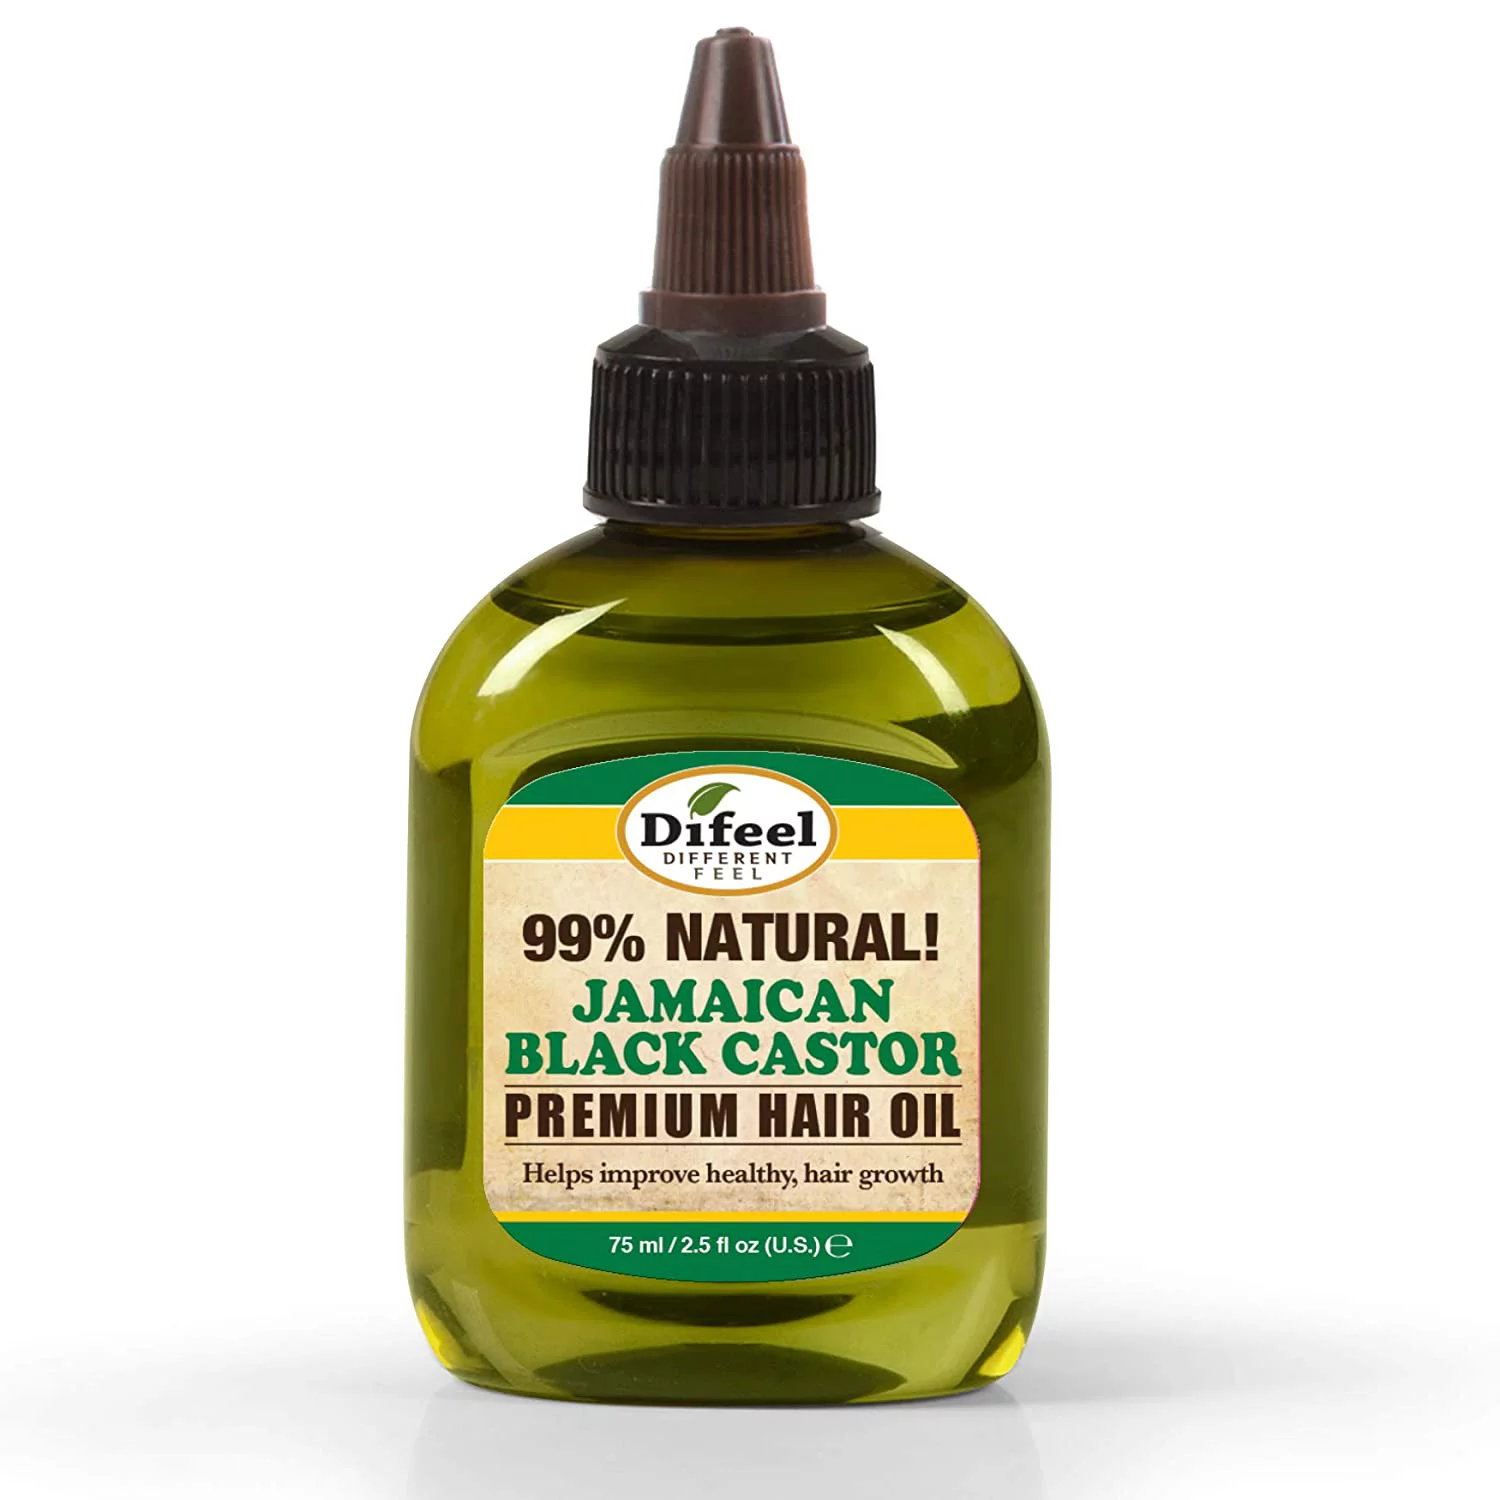 Difeel
DIFFERENT
FEEL
99% NATURAL!
JAMAICAN
BLACK CASTOR
PREMIUM HAIR OIL
Helps improve healthy, hair growth
75 ml / 2.5 fl oz (U.S.) ℮